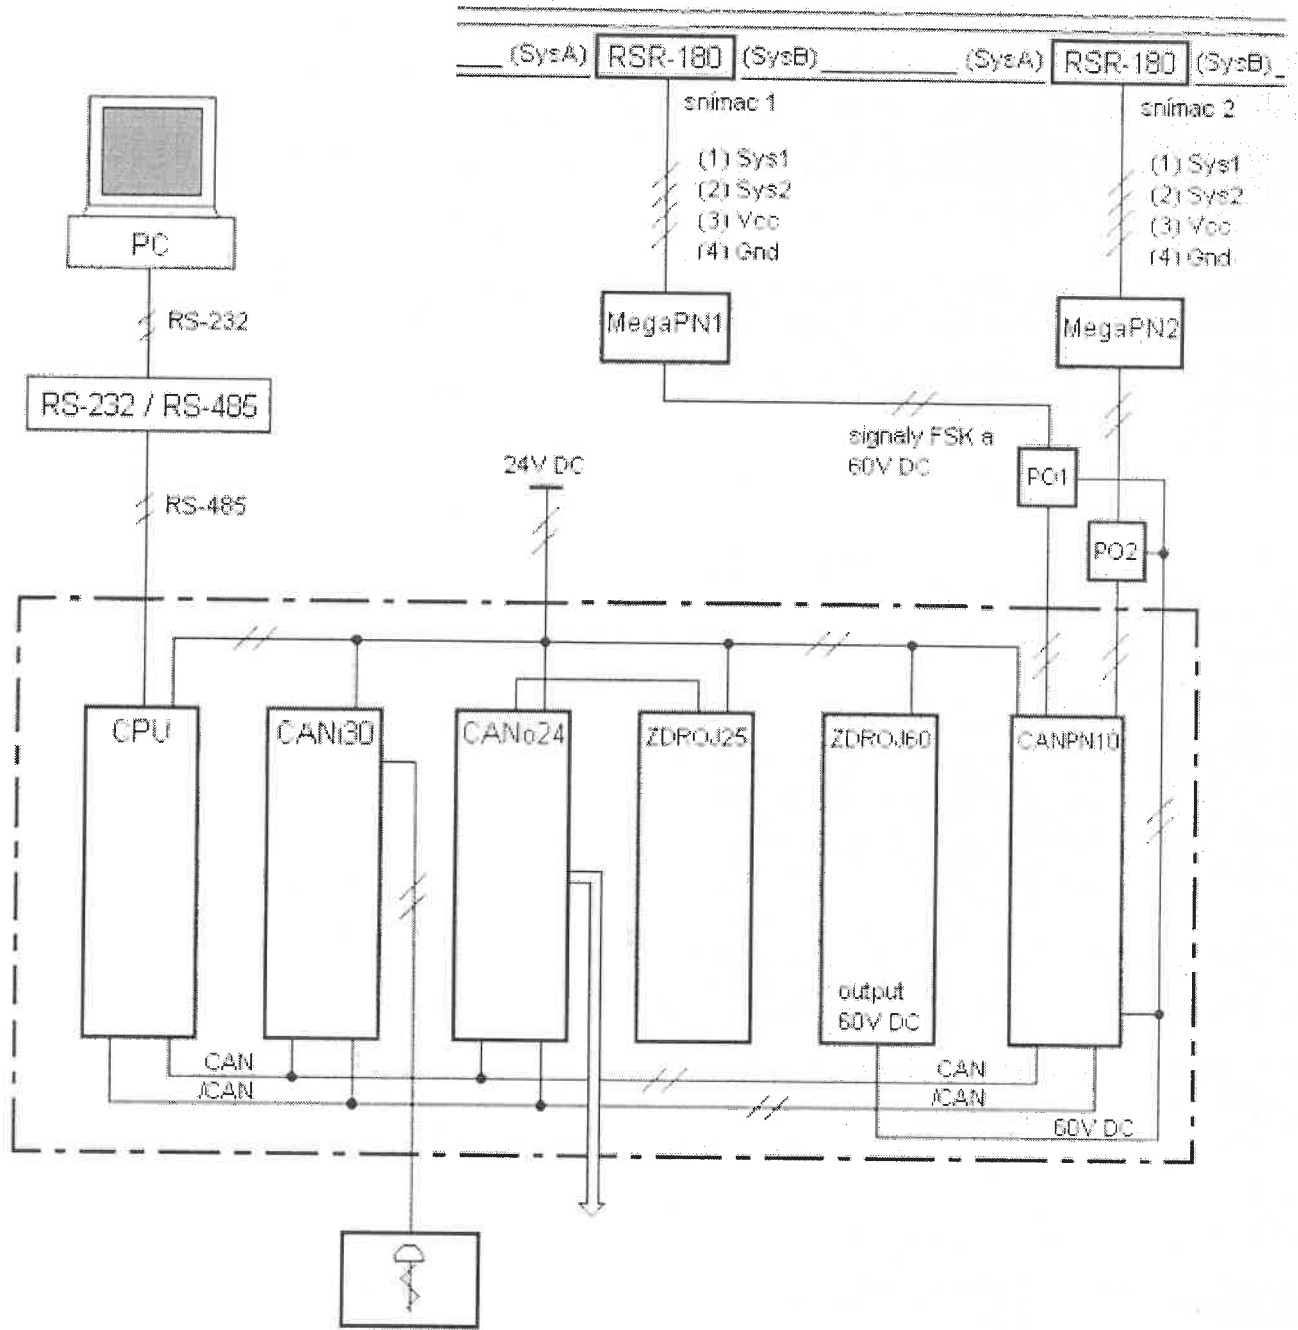 (SysA) RSR-180 (SysB) (SysA) RSR-180 (SysB)
snímac 1
snímac 2
(1) Sys1
(2) Sys2
(3) Vcc
(4) Gnd
(1) Sys1
(2) Sys2
(3) Vcc
(4) Gnd
PC
RS-232
MegaPN1
MegaPN2
RS-232 / RS-485
signaly FSK a
60V DC
24V DC
PO1
RS-485
PO2
CPU
CANi30
CANo24
ZDROJ25
ZDROJ60
CANPN10
output
60V DC
CAN
/CAN
CAN
/CAN
60V DC